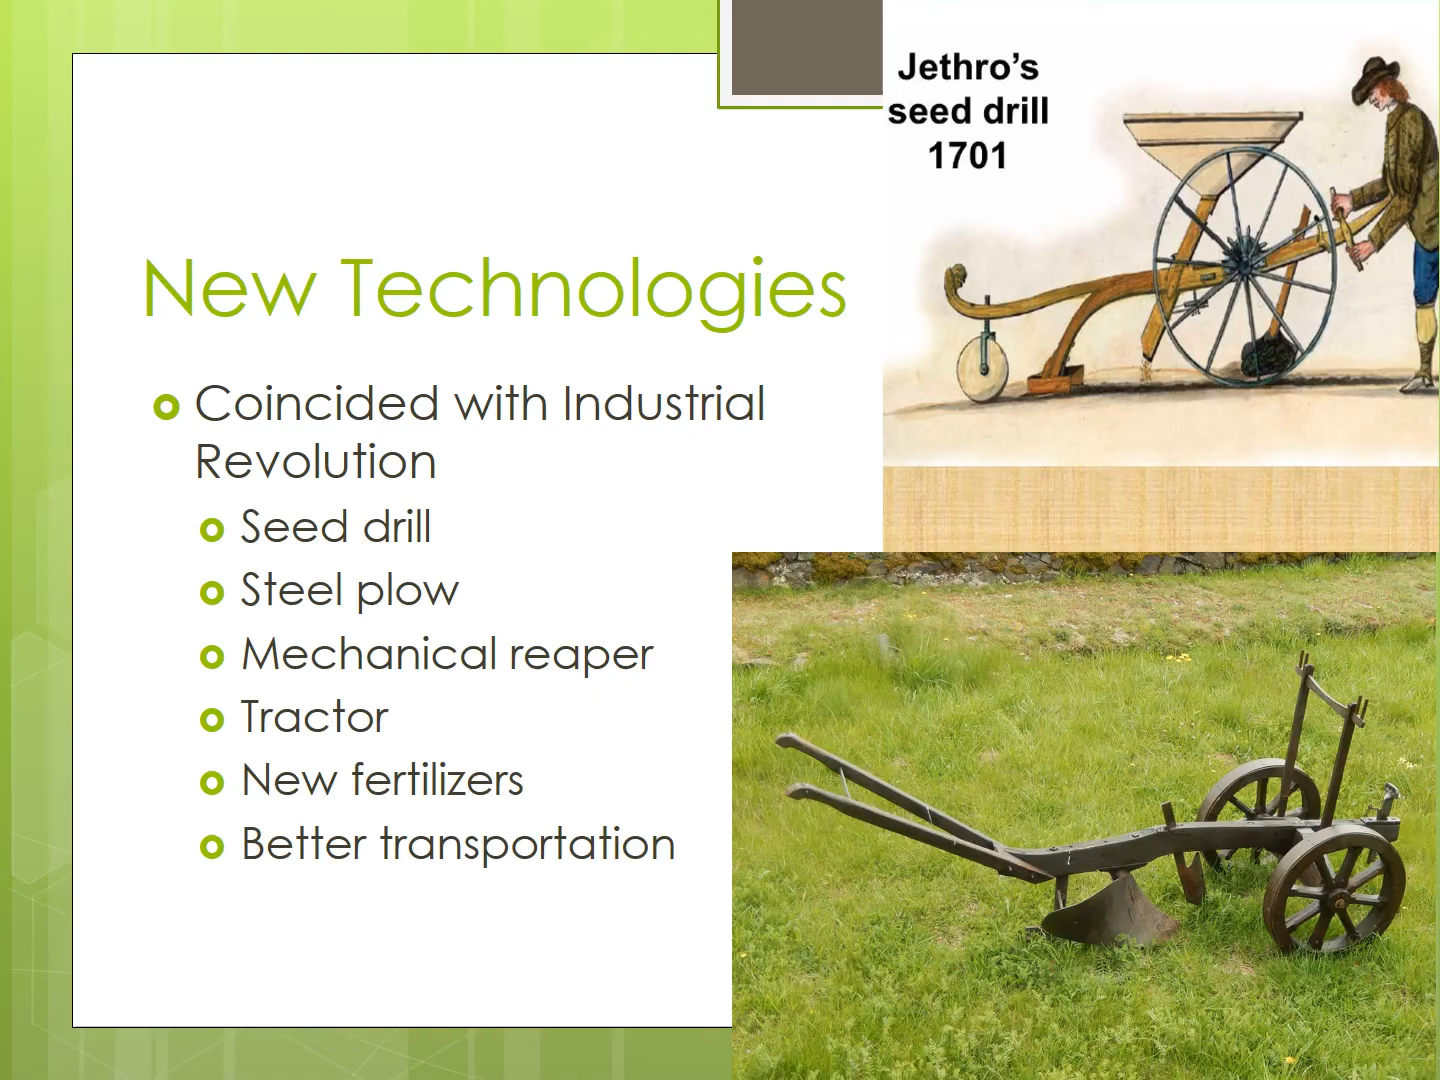 Jethro's
seed drill
1701
New Technologies
Coincided with Industrial
Revolution
Seed drill
Steel plow
Mechanical reaper
Tractor
New fertilizers
Better transportation